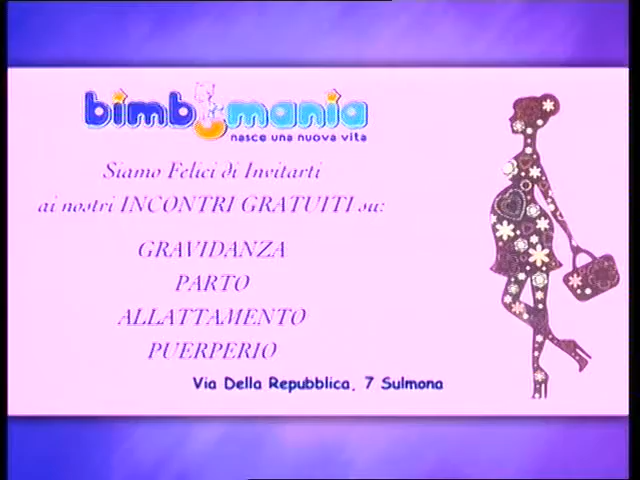 bimbomania
nasce una nuova vita
Siamo Felici di Invitarti
ai nostri INCONTRI GRATUITI su:
GRAVIDANZA
PARTO
ALLATTAMENTO
PUERPERIO
Via Della Repubblica, 7 Sulmona